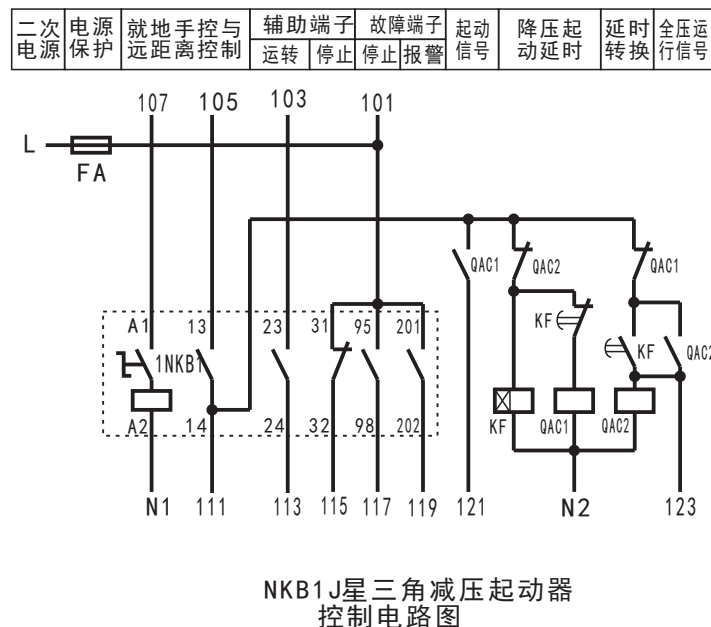 二次 电源 就地手控与 辅助端子 故障端子 起动 降压起 延时 全压运
电源 保护 远距离控制 运转 停止 停止 报警 信号 动延时 转换 行信号
107 105 103 101
L
FA
QAC1 QAC2 QAC1
KF
A1 13 23 31 95 201
1NKB1 KF QAC2
A2 14 24 32 98 202 KF QAC1 QAC2
N1 111 113 115 117 119 121 N2 123
NKB1J星三角减压起动器
控制电路图